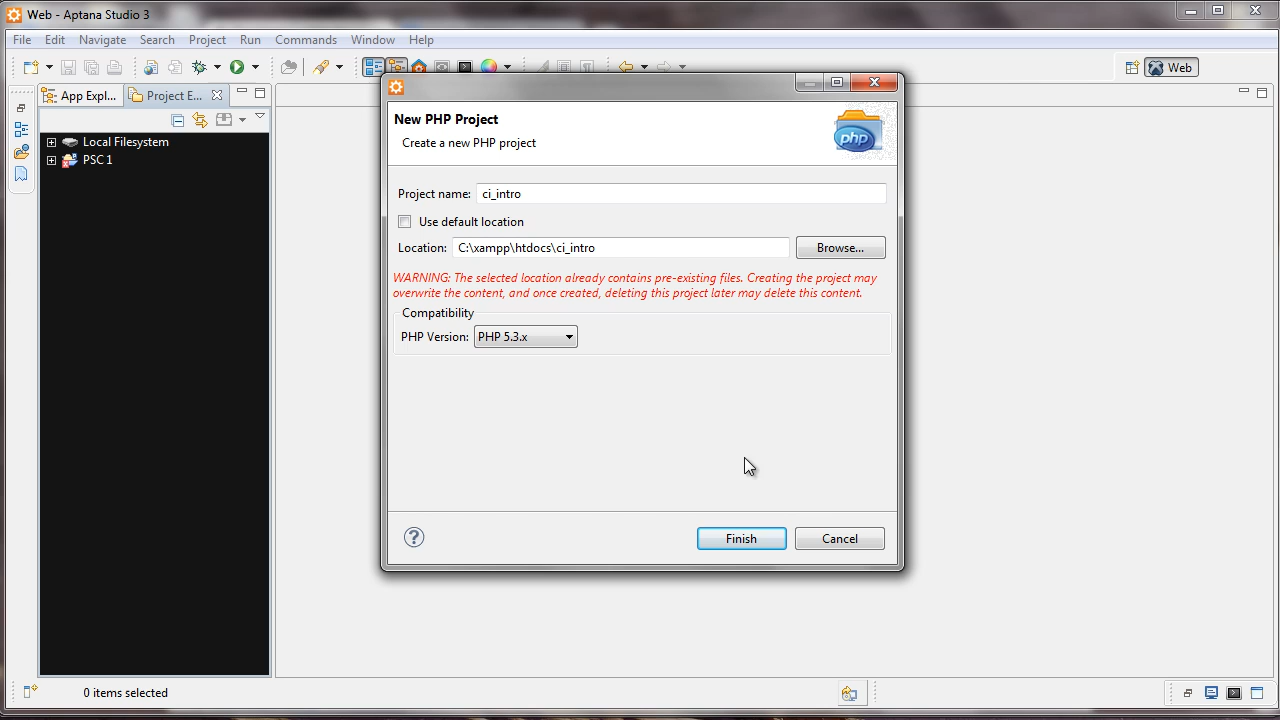 Web - Aptana Studio 3
File Edit Navigate Search Project Run Commands Window Help
Web
App Expl... Project E...
Local Filesystem
PSC 1
New PHP Project
Create a new PHP project
php
Project name: ci_intro
Use default location
Location: C:\xampp\htdocs\ci_intro Browse...
WARNING: The selected location already contains pre-existing files. Creating the project may
overwrite the content, and once created, deleting this project later may delete this content.
Compatibility
PHP Version: PHP 5.3.x
? Finish Cancel
0 items selected